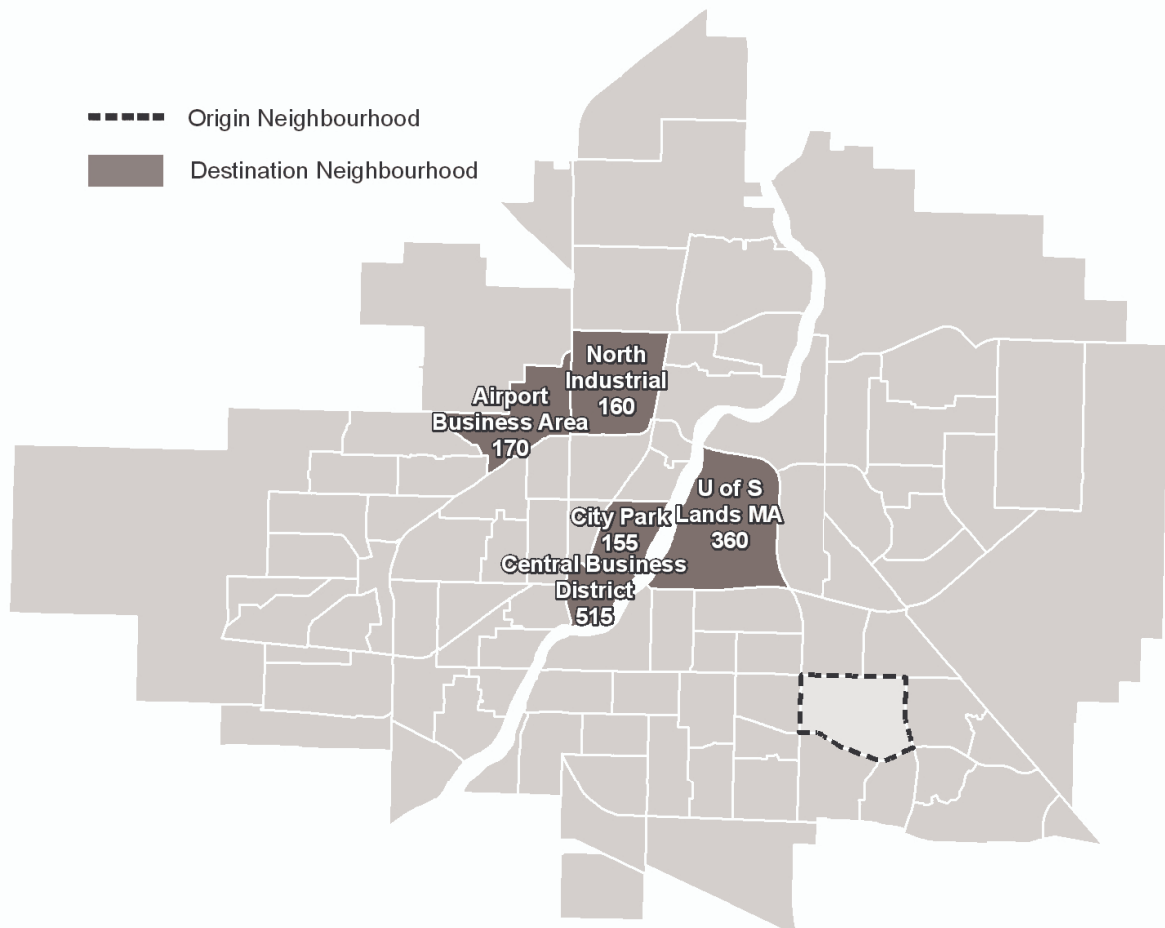 Origin Neighbourhood
Destination Neighbourhood
North
Industrial
160
Airport
Business Area
170
U of S
Lands MA
360
City Park
155
Central Business
District
515